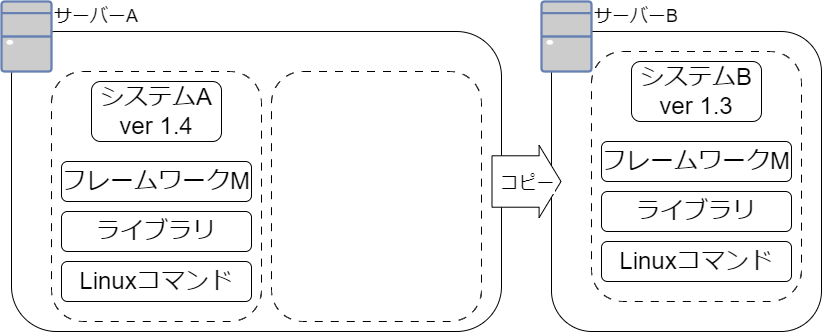 サーバーA
システムA
ver 1.4
フレームワークM
ライブラリ
Linuxコマンド
コピー
サーバーB
システムB
ver 1.3
フレームワークM
ライブラリ
Linuxコマンド